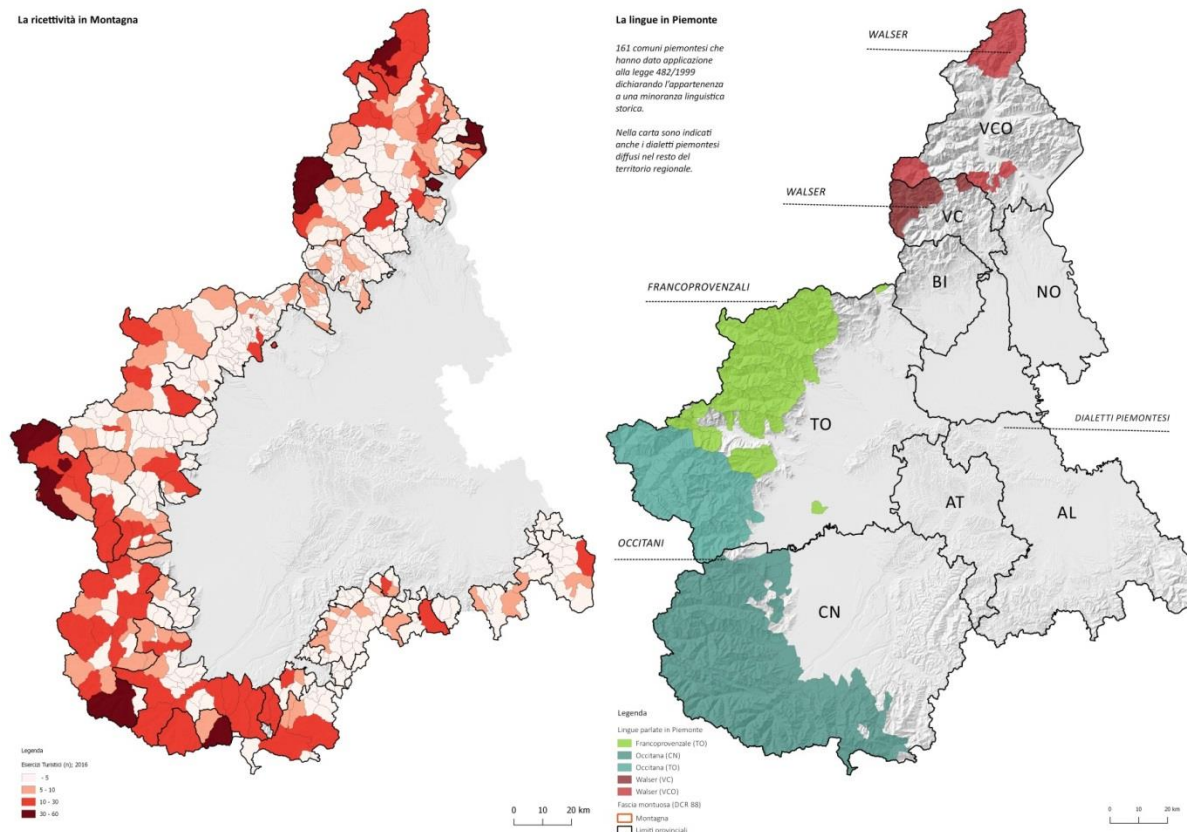 La ricettività in Montagna
Legenda
Esercizi Turistici (n); 2016
- 5
5 - 10
10 - 30
30 - 60
0 10 20 km
La lingue in Piemonte
161 comuni piemontesi che
hanno dato applicazione
alla legge 482/1999
dichiarando l'appartenenza
a una minoranza linguistica
storica.
Nella carta sono indicati
anche i dialetti piemontesi
diffusi nel resto del
territorio regionale.
WALSER
VCO
WALSER
VC
BI
NO
FRANCOPROVENZALI
TO
DIALETTI PIEMONTESI
AT
AL
OCCITANI
CN
Legenda
Lingue parlate in Piemonte
Francoprovenzale (TO)
Occitana (CN)
Occitana (TO)
Walser (VC)
Walser (VCO)
Fascia montuosa (DCR 88)
Montagna
Limiti provinciali
0 10 20 km